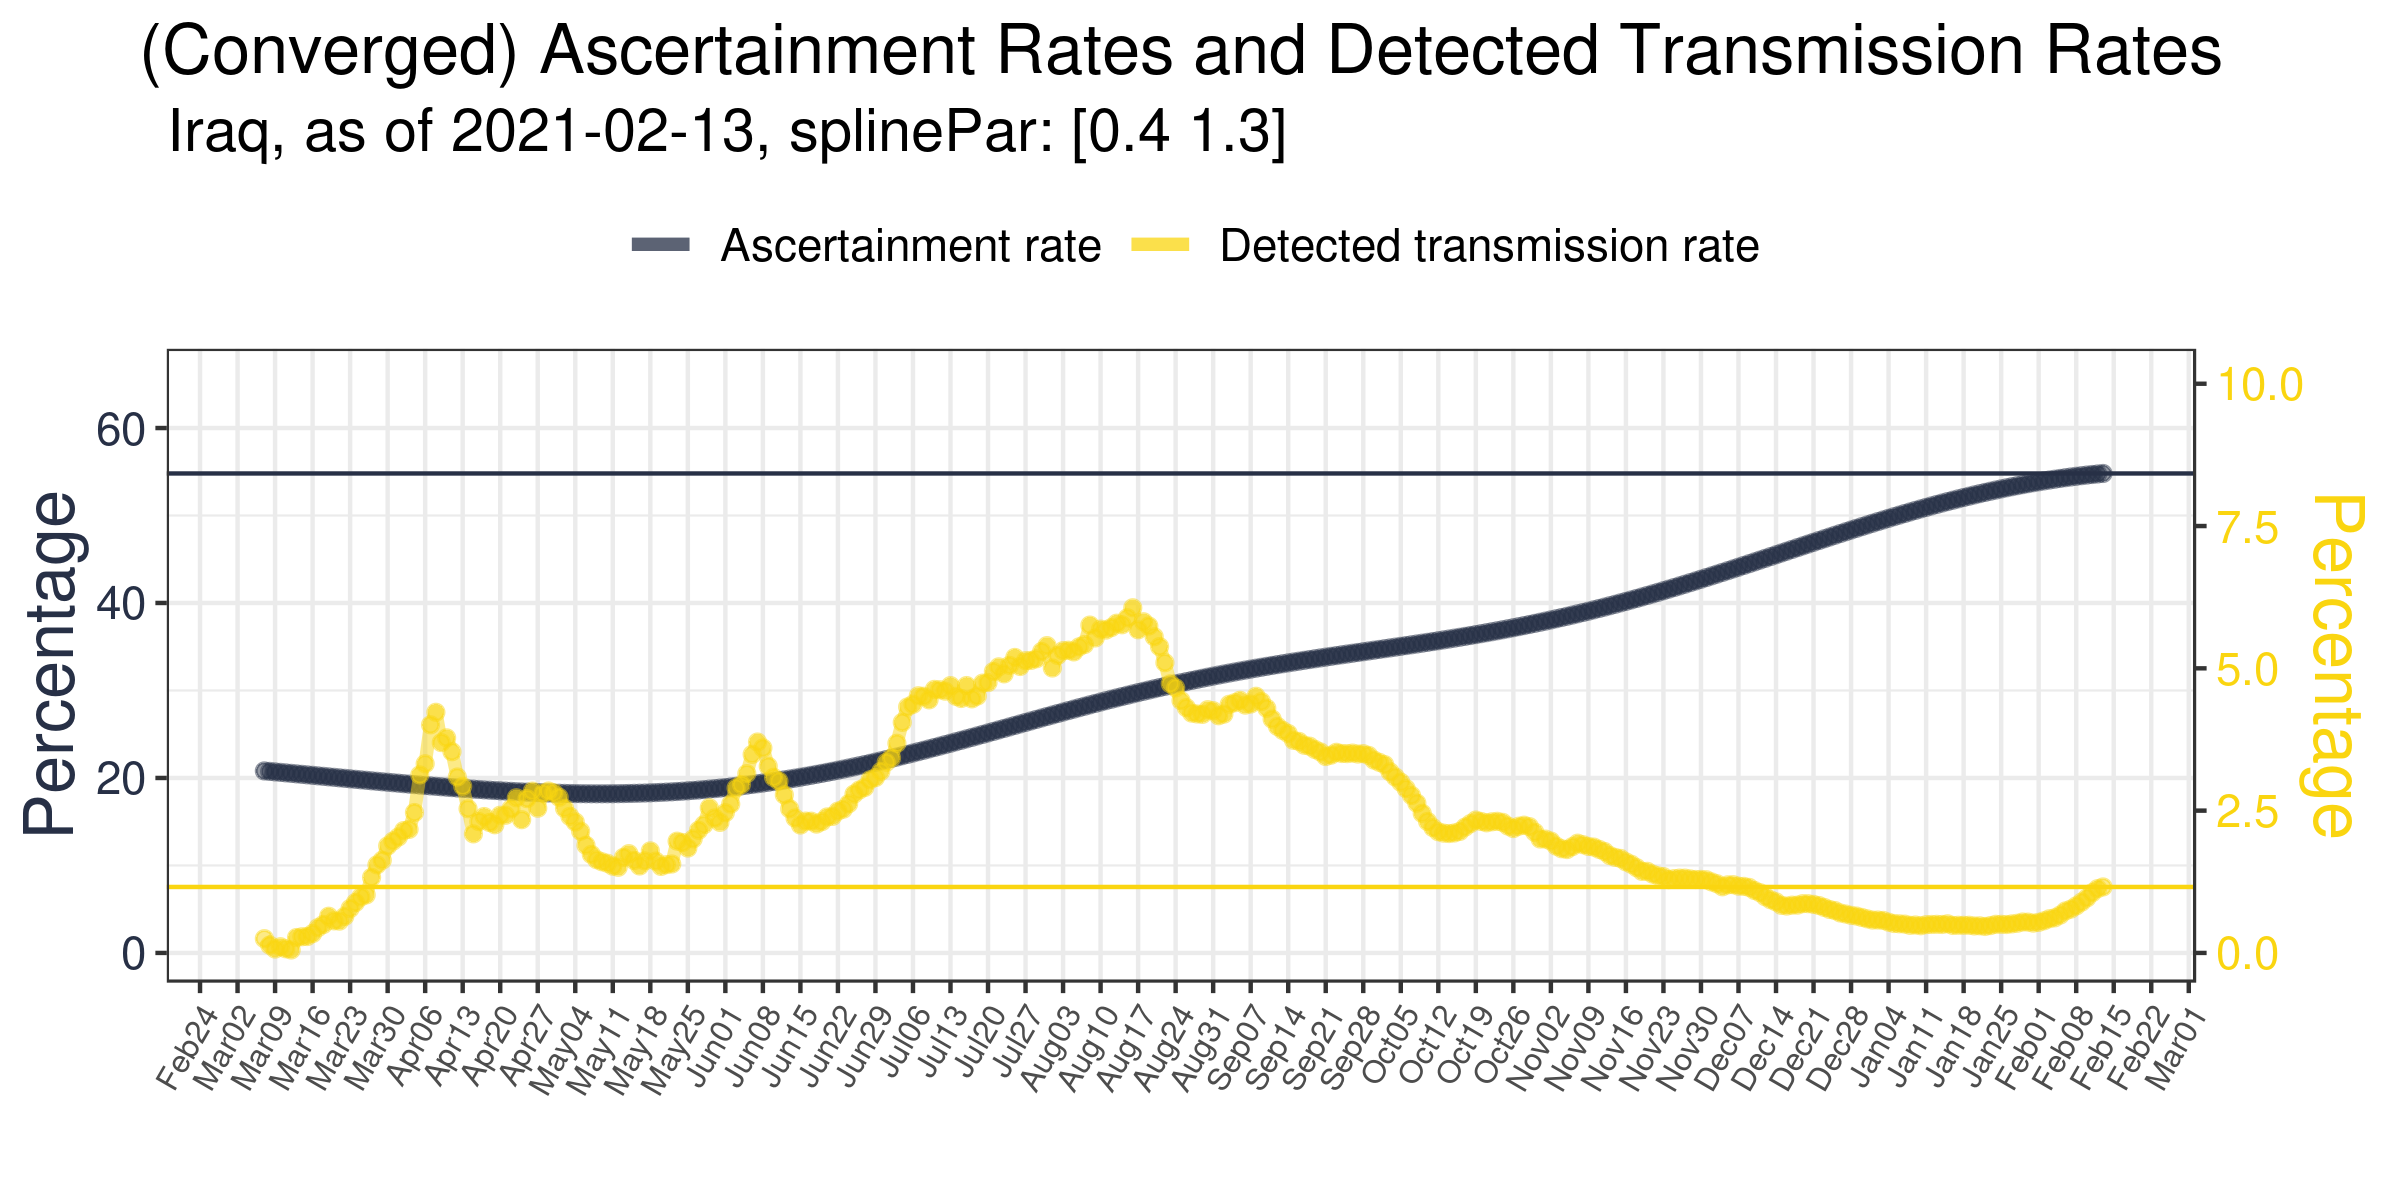 (Converged) Ascertainment Rates and Detected Transmission Rates
Iraq, as of 2021-02-13, splinePar: [0.4 1.3]
Ascertainment rate
Detected transmission rate
Percentage
60
40
20
0
10.0
7.5
5.0
2.5
0.0
Percentage
Feb24
Mar02
Mar09
Mar16
Mar23
Mar30
Apr06
Apr13
Apr20
Apr27
May04
May11
May18
May25
Jun01
Jun08
Jun15
Jun22
Jun29
Jul06
Jul13
Jul20
Jul27
Aug03
Aug10
Aug17
Aug24
Aug31
Sep07
Sep14
Sep21
Sep28
Oct05
Oct12
Oct19
Oct26
Nov02
Nov09
Nov16
Nov23
Nov30
Dec07
Dec14
Dec21
Dec28
Jan04
Jan11
Jan18
Jan25
Feb01
Feb08
Feb15
Feb22
Mar01